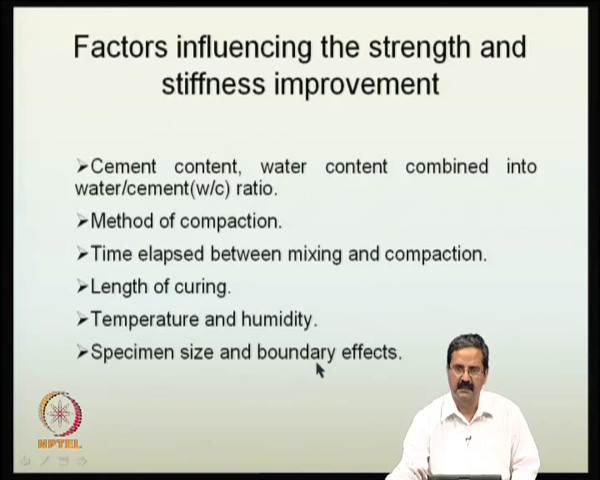 Factors influencing the strength and
stiffness improvement
➢Cement content, water content combined into
water/cement(w/c) ratio.
➢Method of compaction.
➢Time elapsed between mixing and compaction.
➢Length of curing.
➢Temperature and humidity.
➢Specimen size and boundary effects.
NPTEL